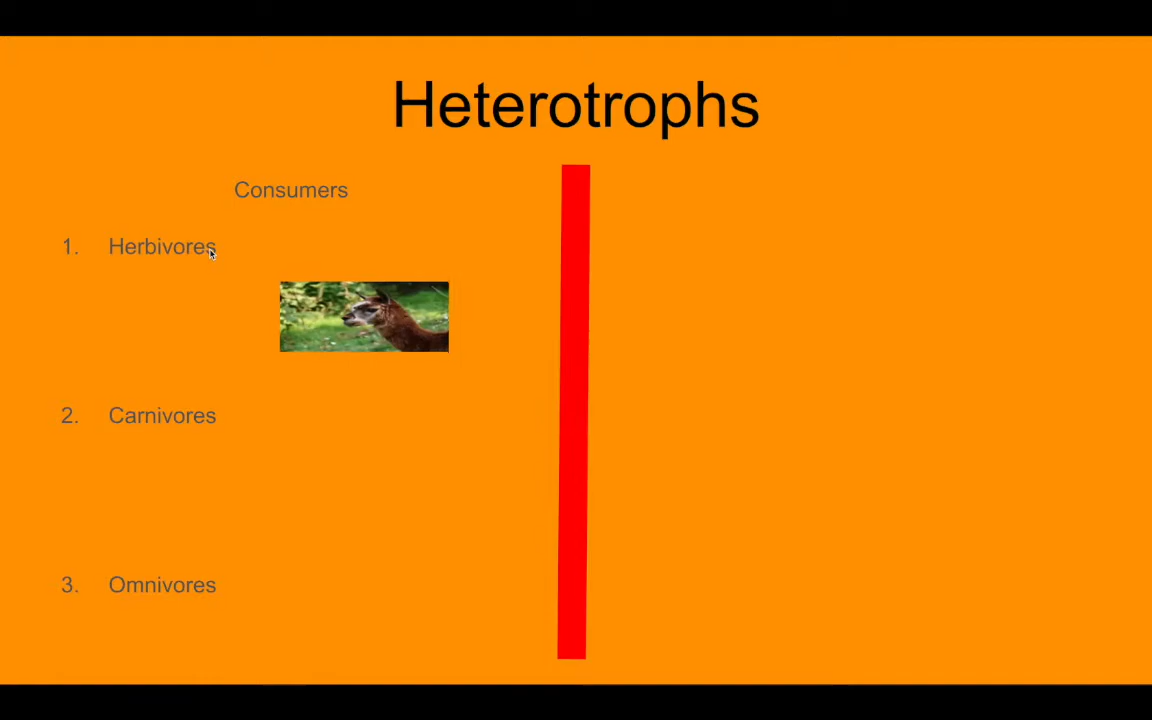 Heterotrophs
Consumers
1. Herbivores
2. Carnivores
3. Omnivores